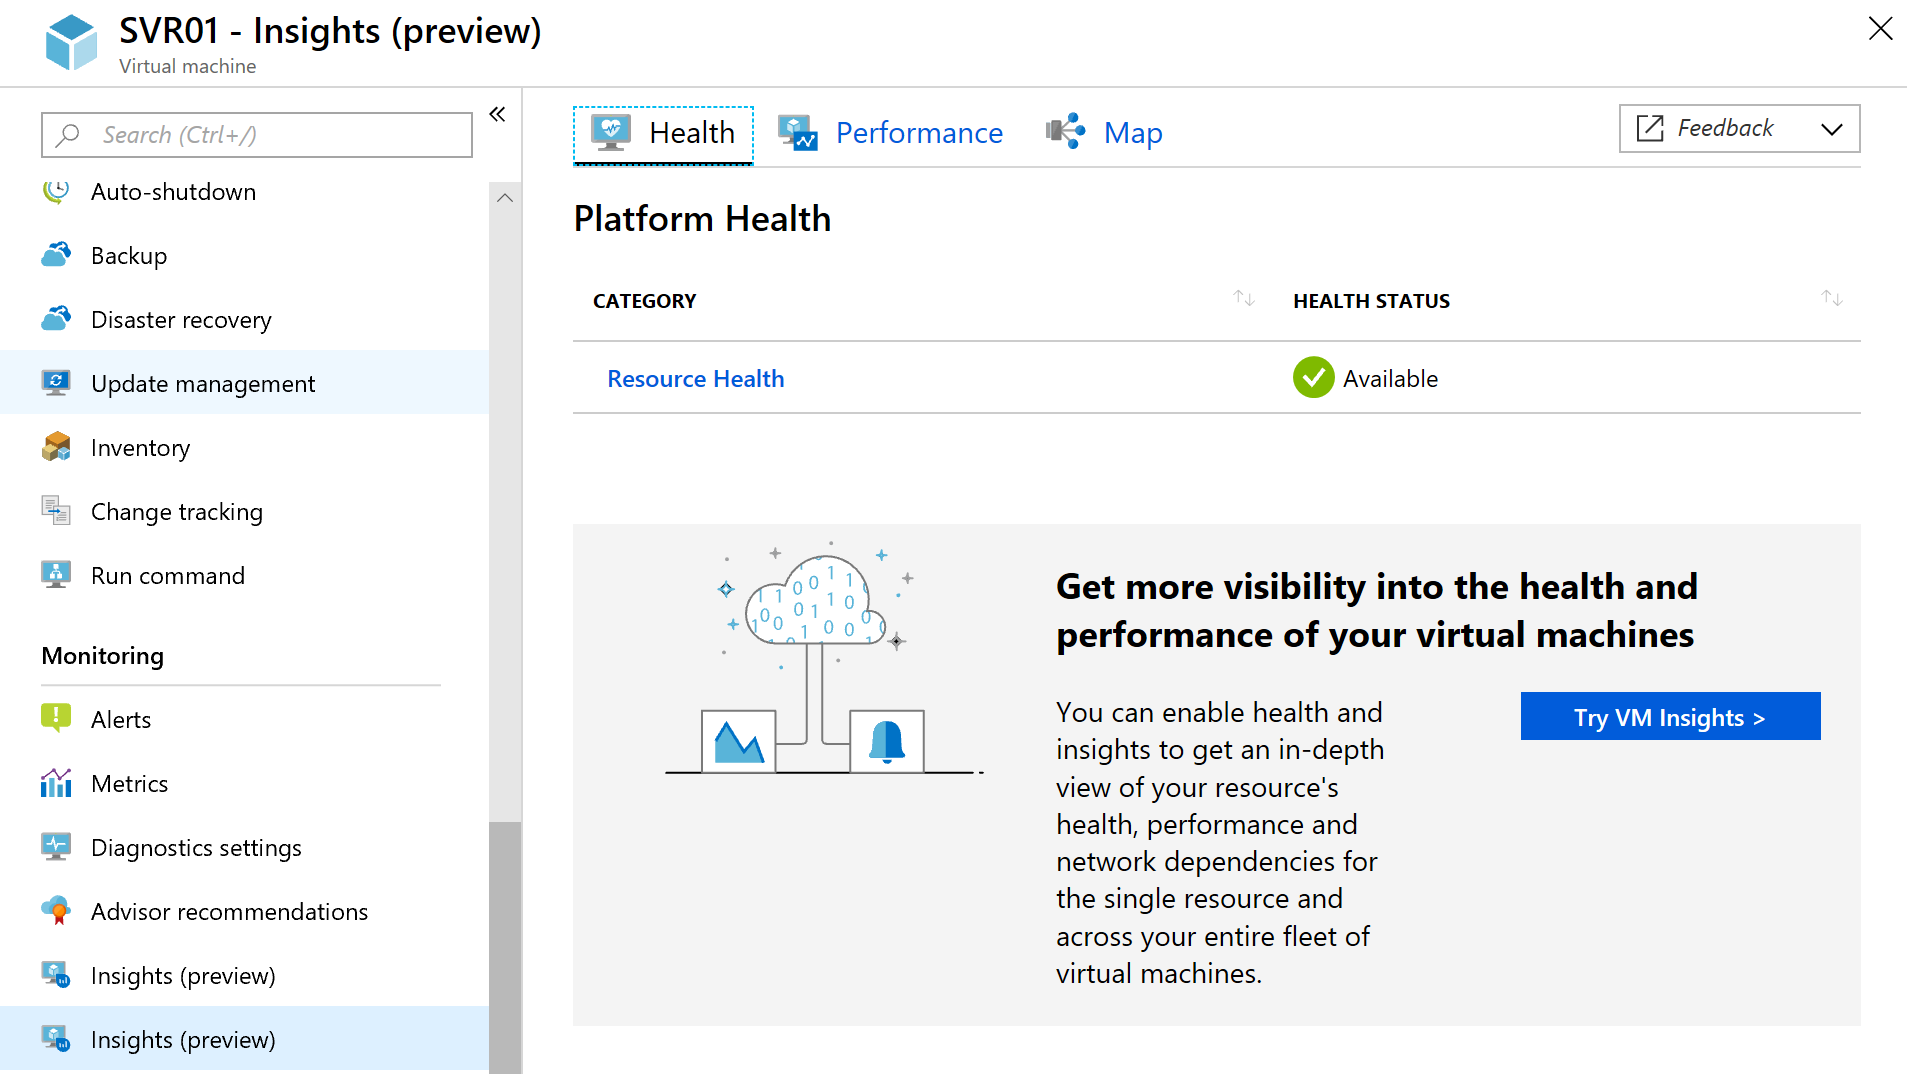 SVR01 - Insights (preview)
Virtual machine
Search (Ctrl+/)
Auto-shutdown
Backup
Disaster recovery
Update management
Inventory
Change tracking
Run command
Monitoring
Alerts
Metrics
Diagnostics settings
Advisor recommendations
Insights (preview)
Insights (preview)
Health
Performance
Map
Feedback
Platform Health
CATEGORY
HEALTH STATUS
Resource Health
Available
Get more visibility into the health and
performance of your virtual machines
You can enable health and
insights to get an in-depth
view of your resource's
health, performance and
network dependencies for
the single resource and
across your entire fleet of
virtual machines.
Try VM Insights >